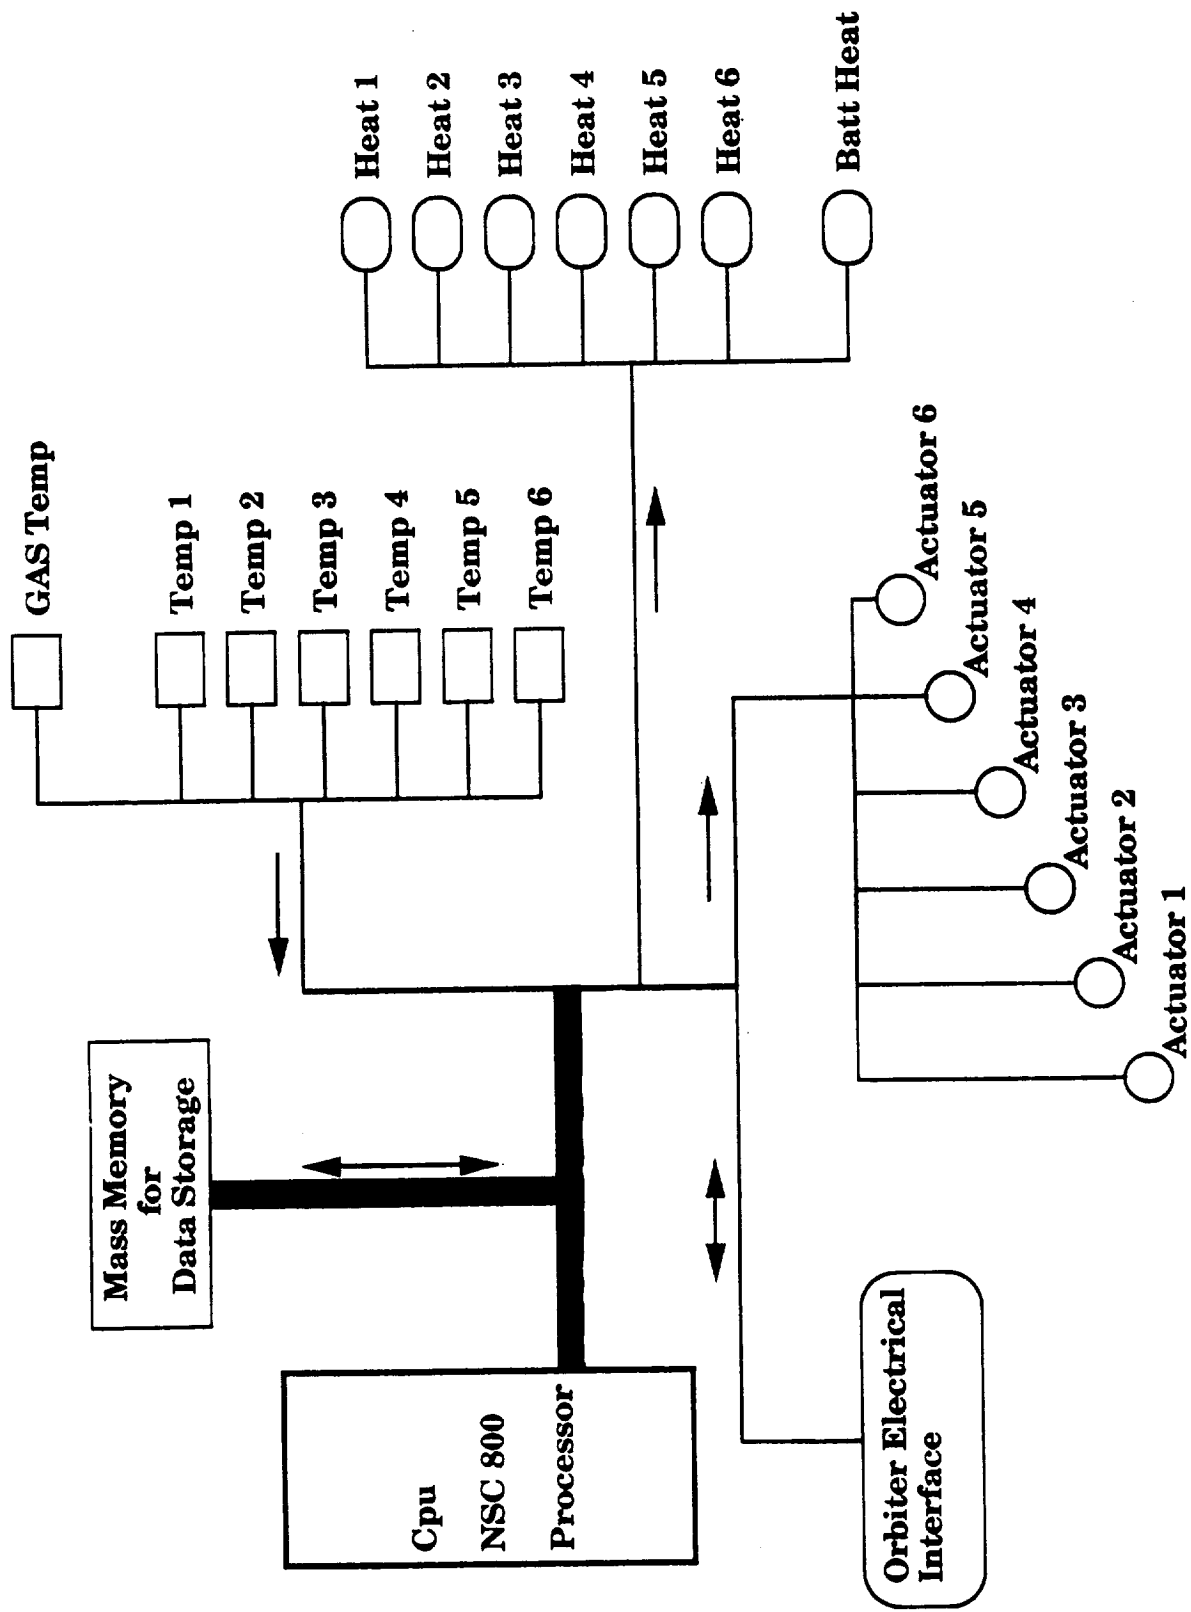 GAS Temp
Temp 1
Temp 2
Temp 3
Temp 4
Temp 5
Temp 6
Heat 1
Heat 2
Heat 3
Heat 4
Heat 5
Heat 6
Batt Heat
Mass Memory
for
Data Storage
Cpu
NSC 800
Processor
Orbiter Electrical
Interface
Actuator 1
Actuator 2
Actuator 3
Actuator 4
Actuator 5
Actuator 6